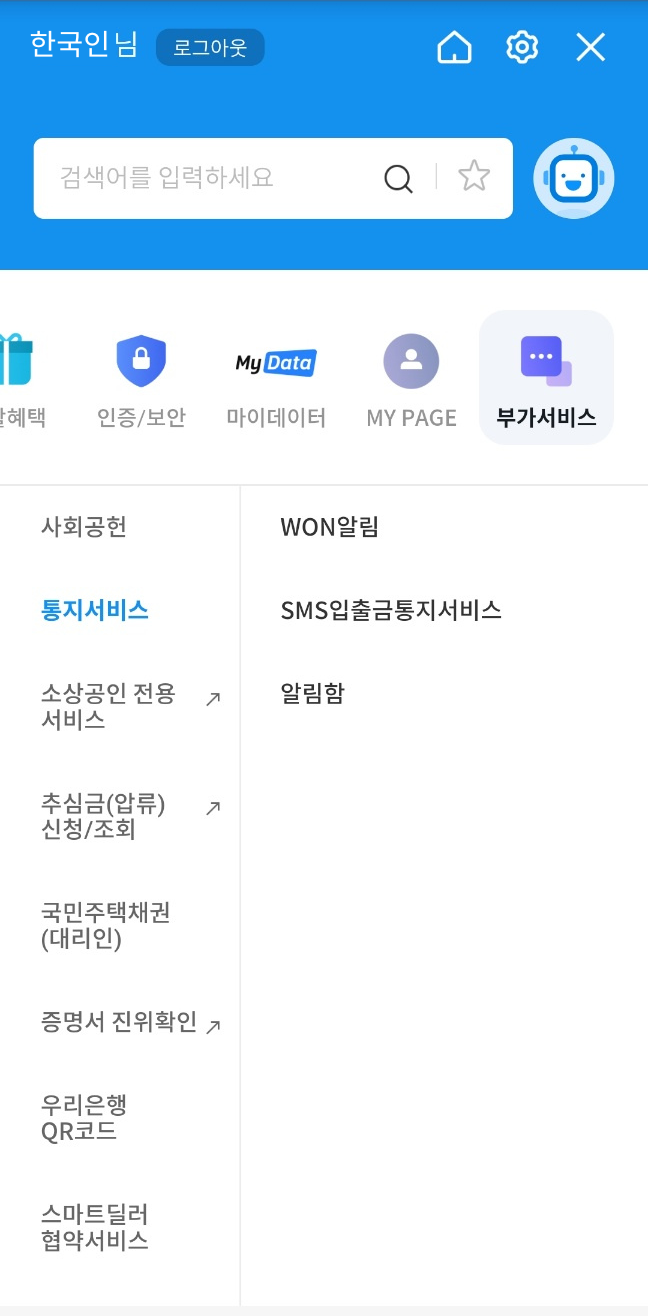 한국인님 로그아웃
검색어를 입력하세요
혜택 인증/보안 My Data 마이데이터 MY PAGE 부가서비스
사회공헌
통지서비스
소상공인 전용
서비스
추심금(압류)
신청/조회
국민주택채권
(대리인)
증명서 진위확인
우리은행
QR코드
스마트딜러
협약서비스
WON알림
SMS입출금통지서비스
알림함